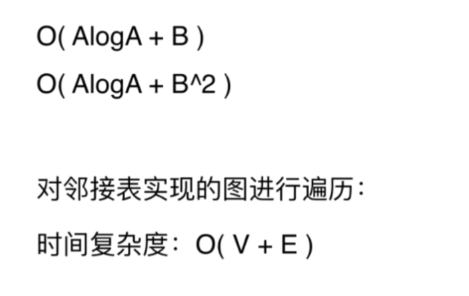 O( AlogA + B )
O( AlogA + B^2 )
对邻接表实现的图进行遍历：
时间复杂度：O( V + E )